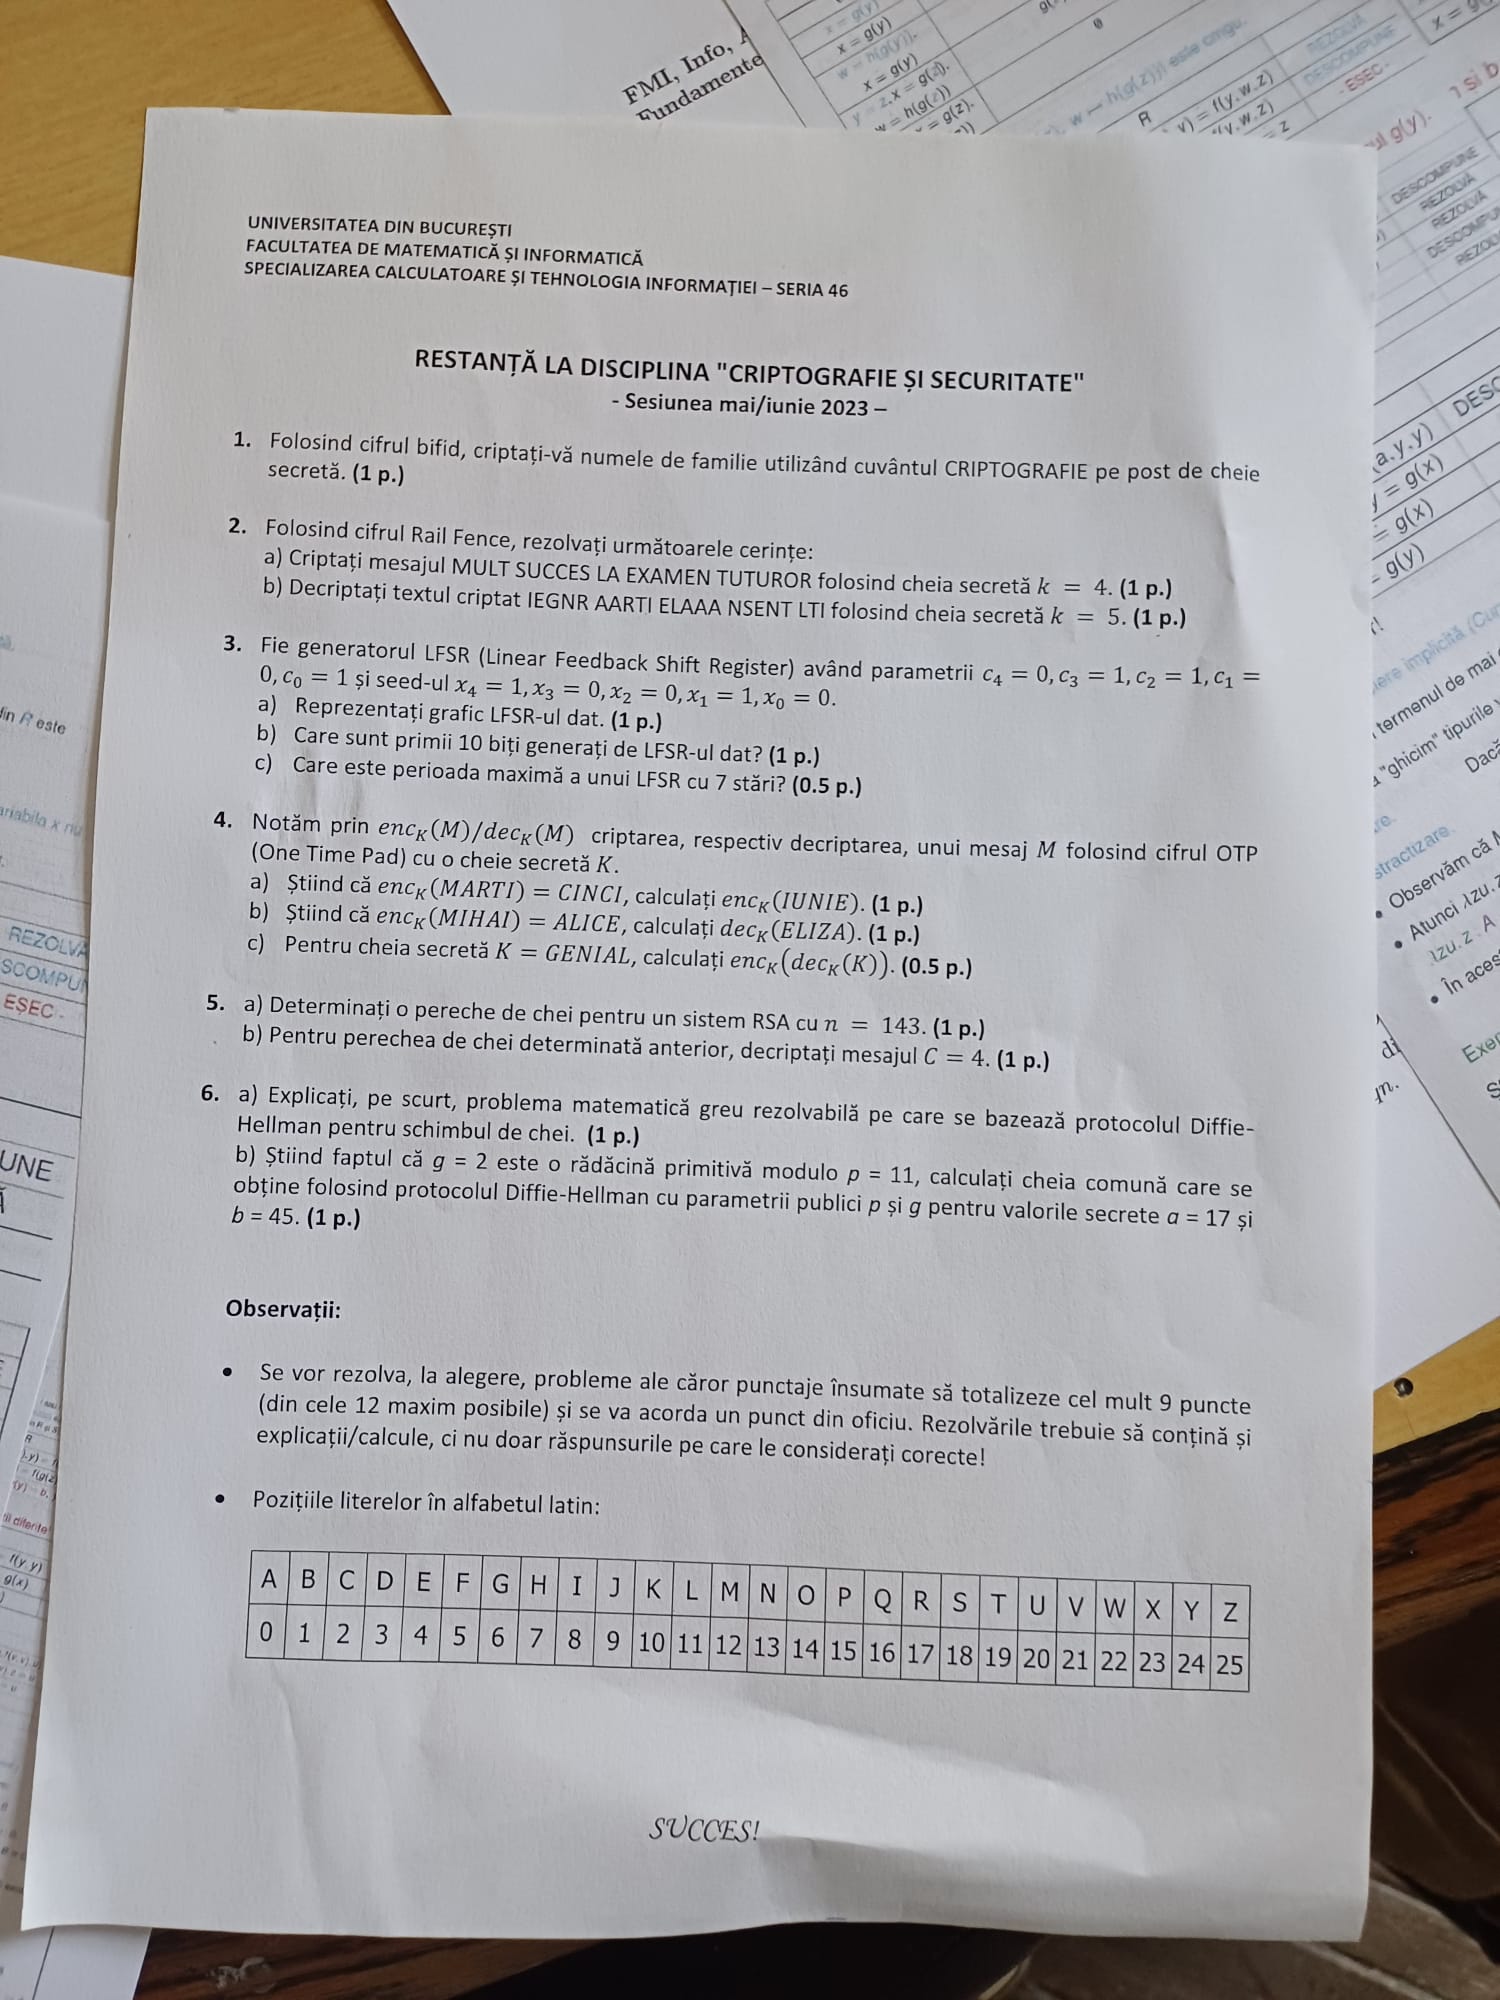 FMI, Info,
Fundamente
UNIVERSITATEA DIN BUCUREȘTI
FACULTATEA DE MATEMATICĂ ȘI INFORMATICĂ
SPECIALIZAREA CALCULATOARE ȘI TEHNOLOGIA INFORMAȚIEI – SERIA 46
RESTANȚĂ LA DISCIPLINA "CRIPTOGRAFIE ȘI SECURITATE"
- Sesiunea mai/iunie 2023 –
1. Folosind cifrul bifid, criptați-vă numele de familie utilizând cuvântul CRIPTOGRAFIE pe post de cheie
secretă. (1 p.)
2. Folosind cifrul Rail Fence, rezolvați următoarele cerințe:
a) Criptați mesajul MULT SUCCES LA EXAMEN TUTUROR folosind cheia secretă k = 4. (1 p.)
b) Decriptați textul criptat IEGNR AARTI ELAAA NSENT LTI folosind cheia secretă k = 5. (1 p.)
3. Fie generatorul LFSR (Linear Feedback Shift Register) având parametrii c₄ = 0, c₃ = 1, c₂ = 1, c₁ =
0, c₀ = 1 și seed-ul x₄ = 1, x₃ = 0, x₂ = 0, x₁ = 1, x₀ = 0.
a) Reprezentați grafic LFSR-ul dat. (1 p.)
b) Care sunt primii 10 biți generați de LFSR-ul dat? (1 p.)
c) Care este perioada maximă a unui LFSR cu 7 stări? (0.5 p.)
4. Notăm prin enc_K(M)/dec_K(M) criptarea, respectiv decriptarea, unui mesaj M folosind cifrul OTP
(One Time Pad) cu o cheie secretă K.
a) Știind că enc_K(MARTI) = CINCI, calculați enc_K(IUNIE). (1 p.)
b) Știind că enc_K(MIHAI) = ALICE, calculați dec_K(ELIZA). (1 p.)
c) Pentru cheia secretă K = GENIAL, calculați enc_K(dec_K(K)). (0.5 p.)
5. a) Determinați o pereche de chei pentru un sistem RSA cu n = 143. (1 p.)
b) Pentru perechea de chei determinată anterior, decriptați mesajul C = 4. (1 p.)
6. a) Explicați, pe scurt, problema matematică greu rezolvabilă pe care se bazează protocolul Diffie-
Hellman pentru schimbul de chei. (1 p.)
b) Știind faptul că g = 2 este o rădăcină primitivă modulo p = 11, calculați cheia comună care se
obține folosind protocolul Diffie-Hellman cu parametrii publici p și g pentru valorile secrete a = 17 și
b = 45. (1 p.)
Observații:
• Se vor rezolva, la alegere, probleme ale căror punctaje însumate să totalizeze cel mult 9 puncte
(din cele 12 maxim posibile) și se va acorda un punct din oficiu. Rezolvările trebuie să conțină și
explicații/calcule, ci nu doar răspunsurile pe care le considerați corecte!
• Pozițiile literelor în alfabetul latin:
A B C D E F G H I J K L M N O P Q R S T U V W X Y Z
0 1 2 3 4 5 6 7 8 9 10 11 12 13 14 15 16 17 18 19 20 21 22 23 24 25
SUCCES!